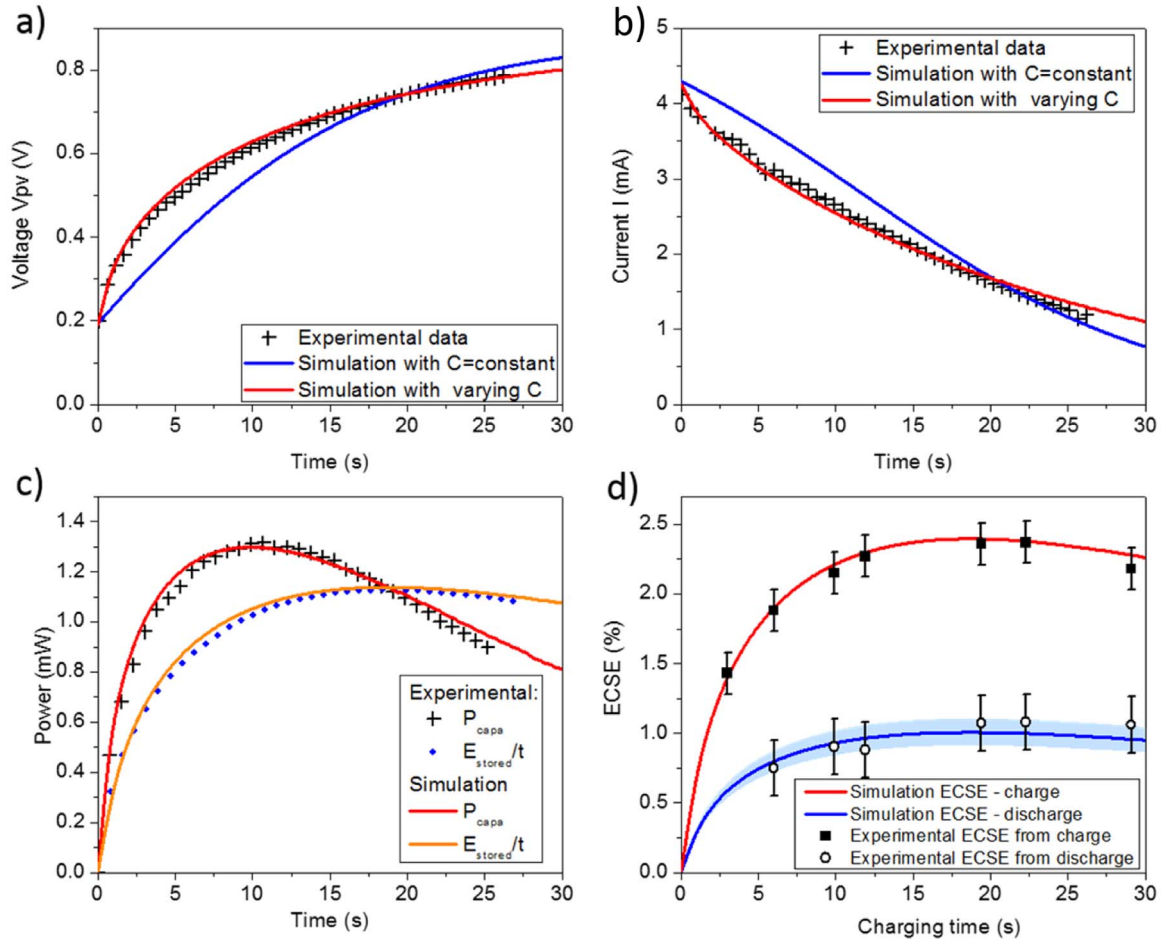 a)
Voltage Vpv (V)
0.8
0.6
0.4
0.2
0.0
Experimental data
Simulation with C=constant
Simulation with varying C
0 5 10 15 20 25 30
Time (s)
b)
Current I (mA)
5
4
3
2
1
0
Experimental data
Simulation with C=constant
Simulation with varying C
0 5 10 15 20 25 30
Time (s)
c)
Power (mW)
1.4
1.2
1.0
0.8
0.6
0.4
0.2
0.0
Experimental:
P_capa
E_stored/t
Simulation
P_capa
E_stored/t
0 5 10 15 20 25 30
Time (s)
d)
ECSE (%)
2.5
2.0
1.5
1.0
0.5
0.0
Simulation ECSE - charge
Simulation ECSE - discharge
Experimental ECSE from charge
Experimental ECSE from discharge
0 5 10 15 20 25 30
Charging time (s)